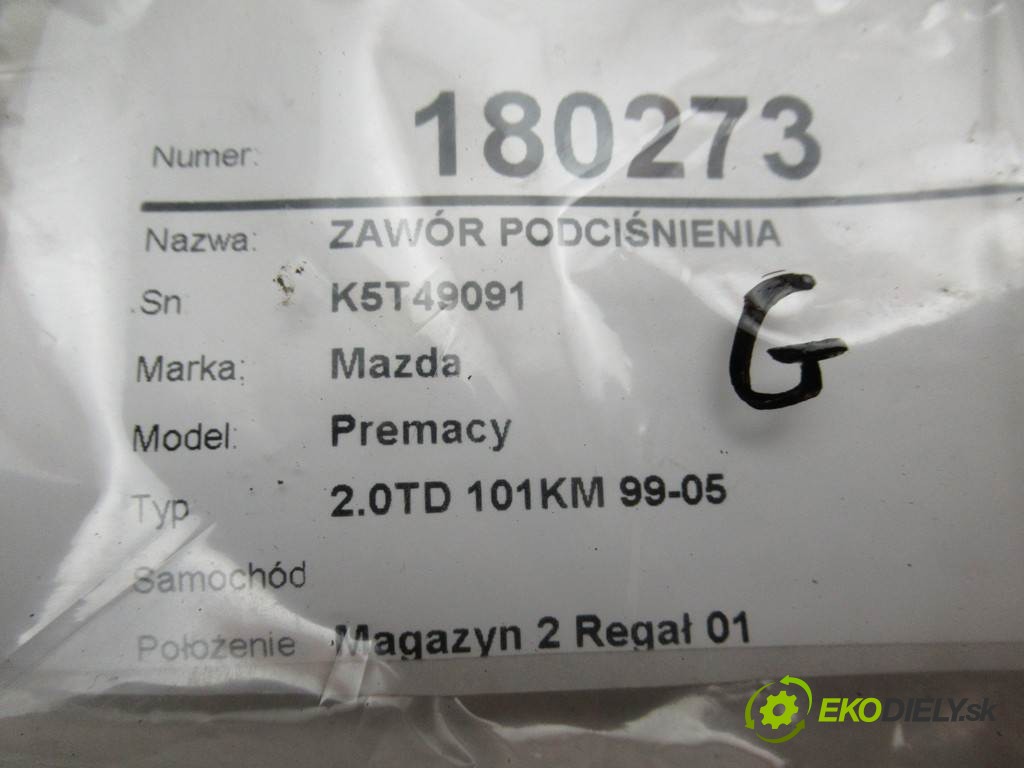 Numer: 180273
Nazwa: ZAWÓR PODCIŚNIENIA
Sn K5T49091
Marka: Mazda
Model: Premacy
Typ 2.0TD 101KM 99-05
Samochód
Położenie Magazyn 2 Regał 01
G
EKODIELY.sk